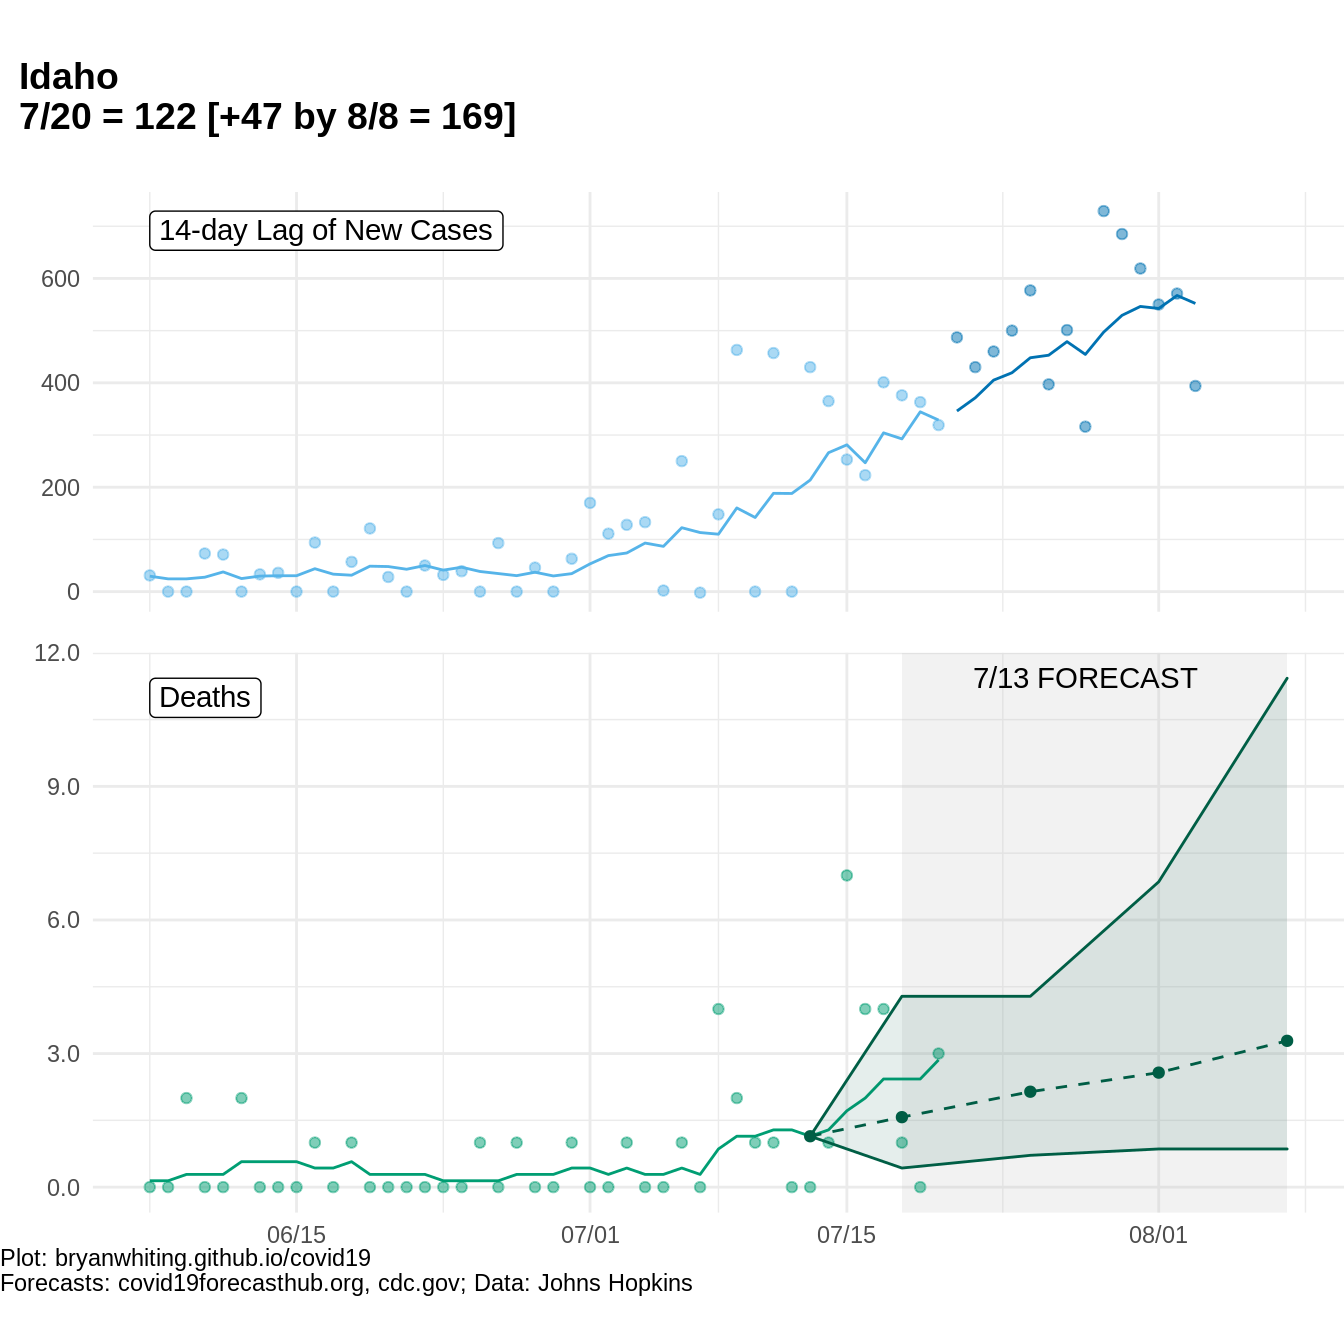 Idaho
7/20 = 122 [+47 by 8/8 = 169]
14-day Lag of New Cases
600
400
200
0
12.0
7/13 FORECAST
Deaths
9.0
6.0
3.0
0.0
06/15 07/01 07/15 08/01
Plot: bryanwhiting.github.io/covid19
Forecasts: covid19forecasthub.org, cdc.gov; Data: Johns Hopkins